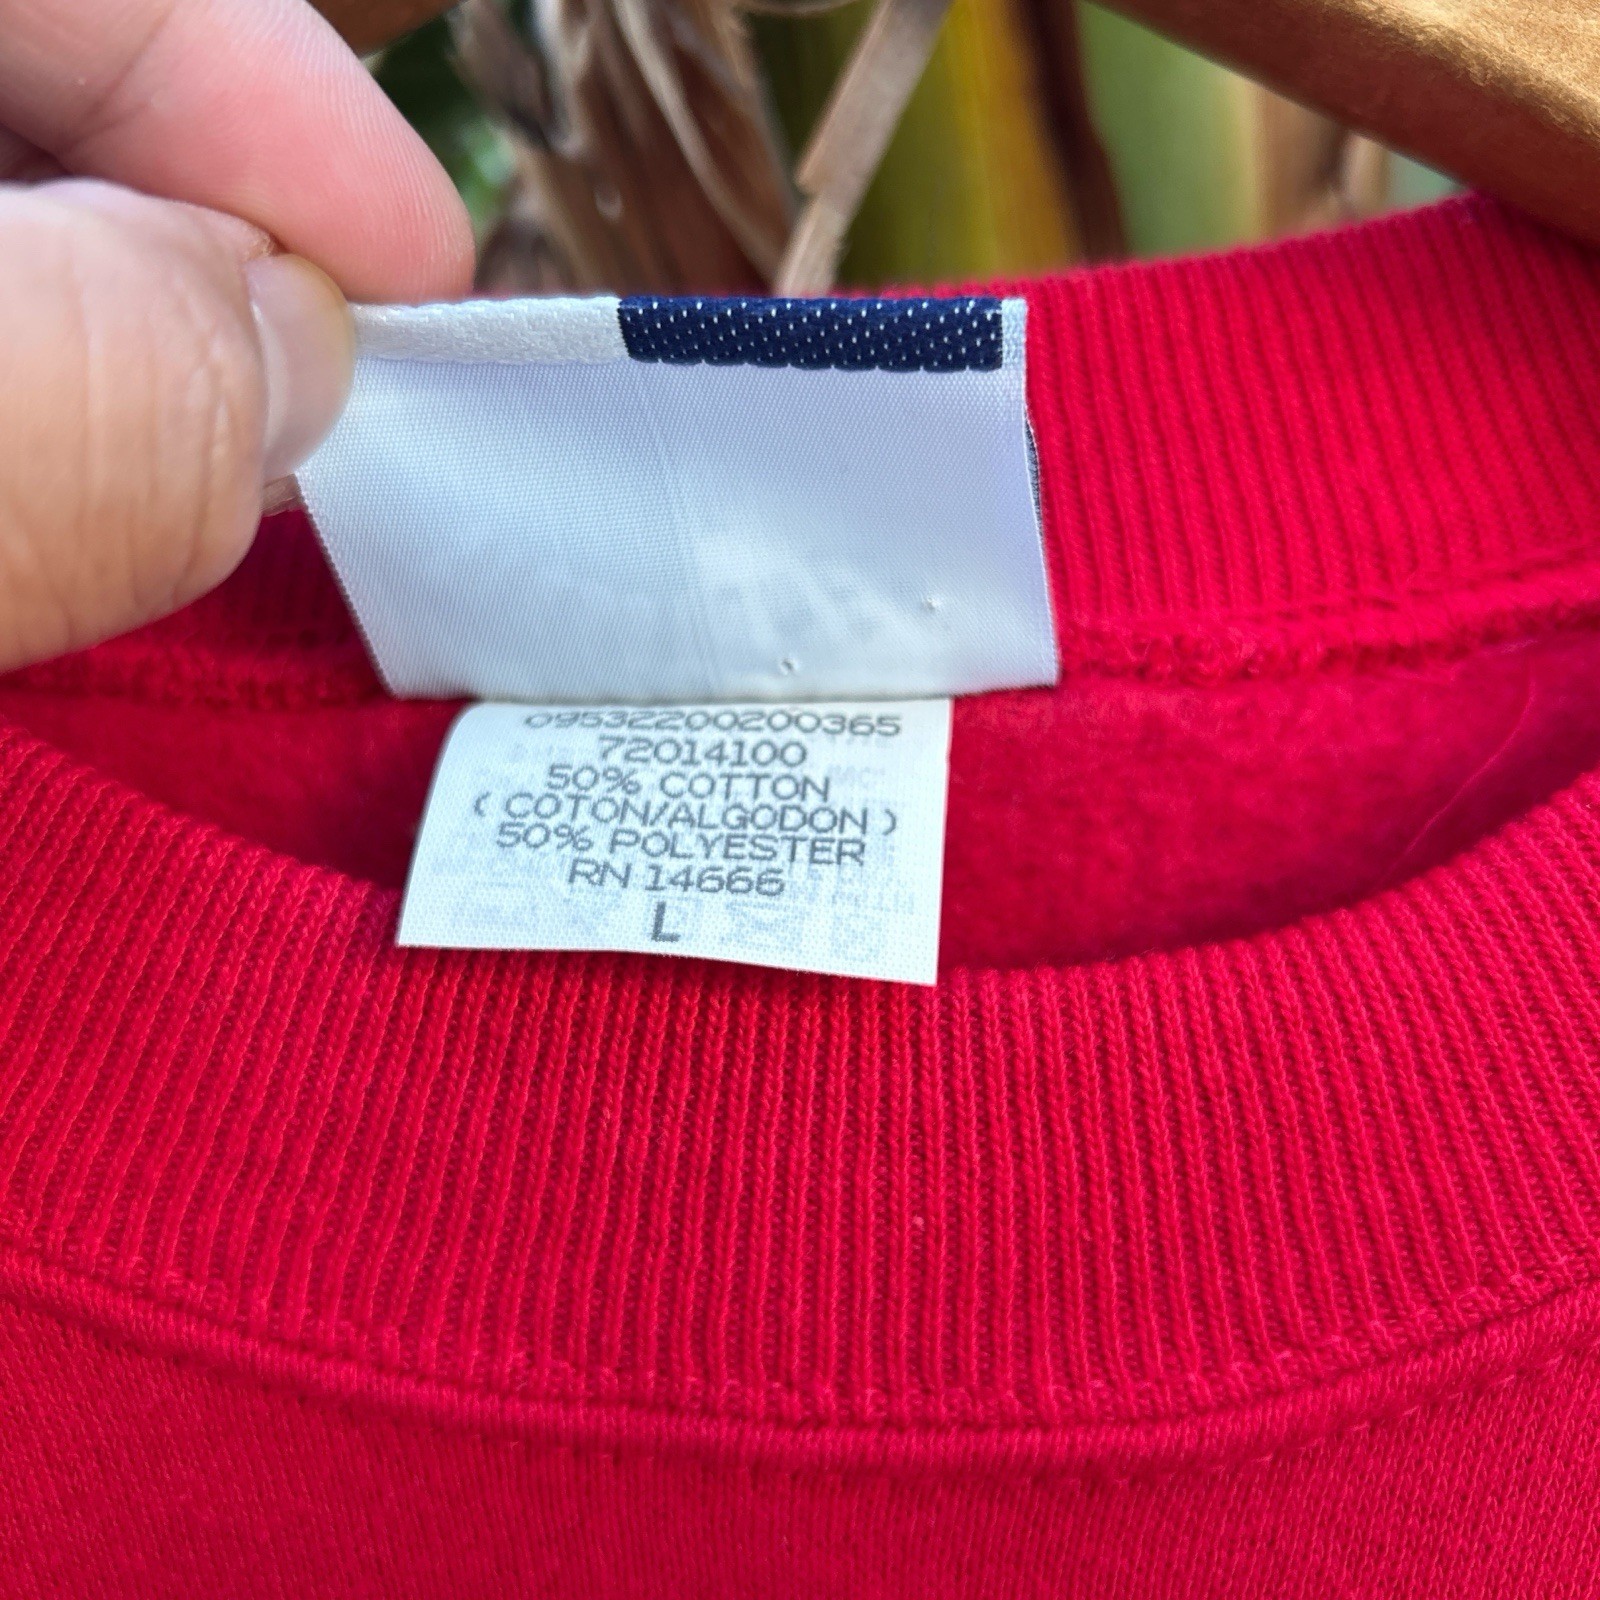 09532200200365
72014100
50% COTTON
( COTON/ALGODON )
50% POLYESTER
RN 14666
L